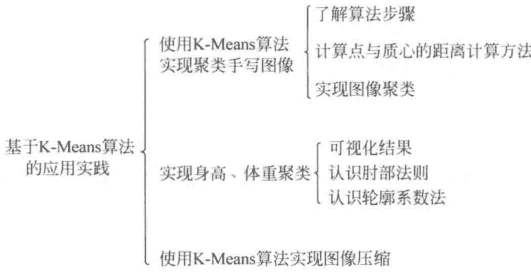 了解算法步骤
使用K-Means算法
实现聚类手写图像
计算点与质心的距离计算方法
实现图像聚类
基于K-Means算法
的应用实践
可视化结果
实现身高、体重聚类
认识肘部法则
认识轮廓系数法
使用K-Means算法实现图像压缩